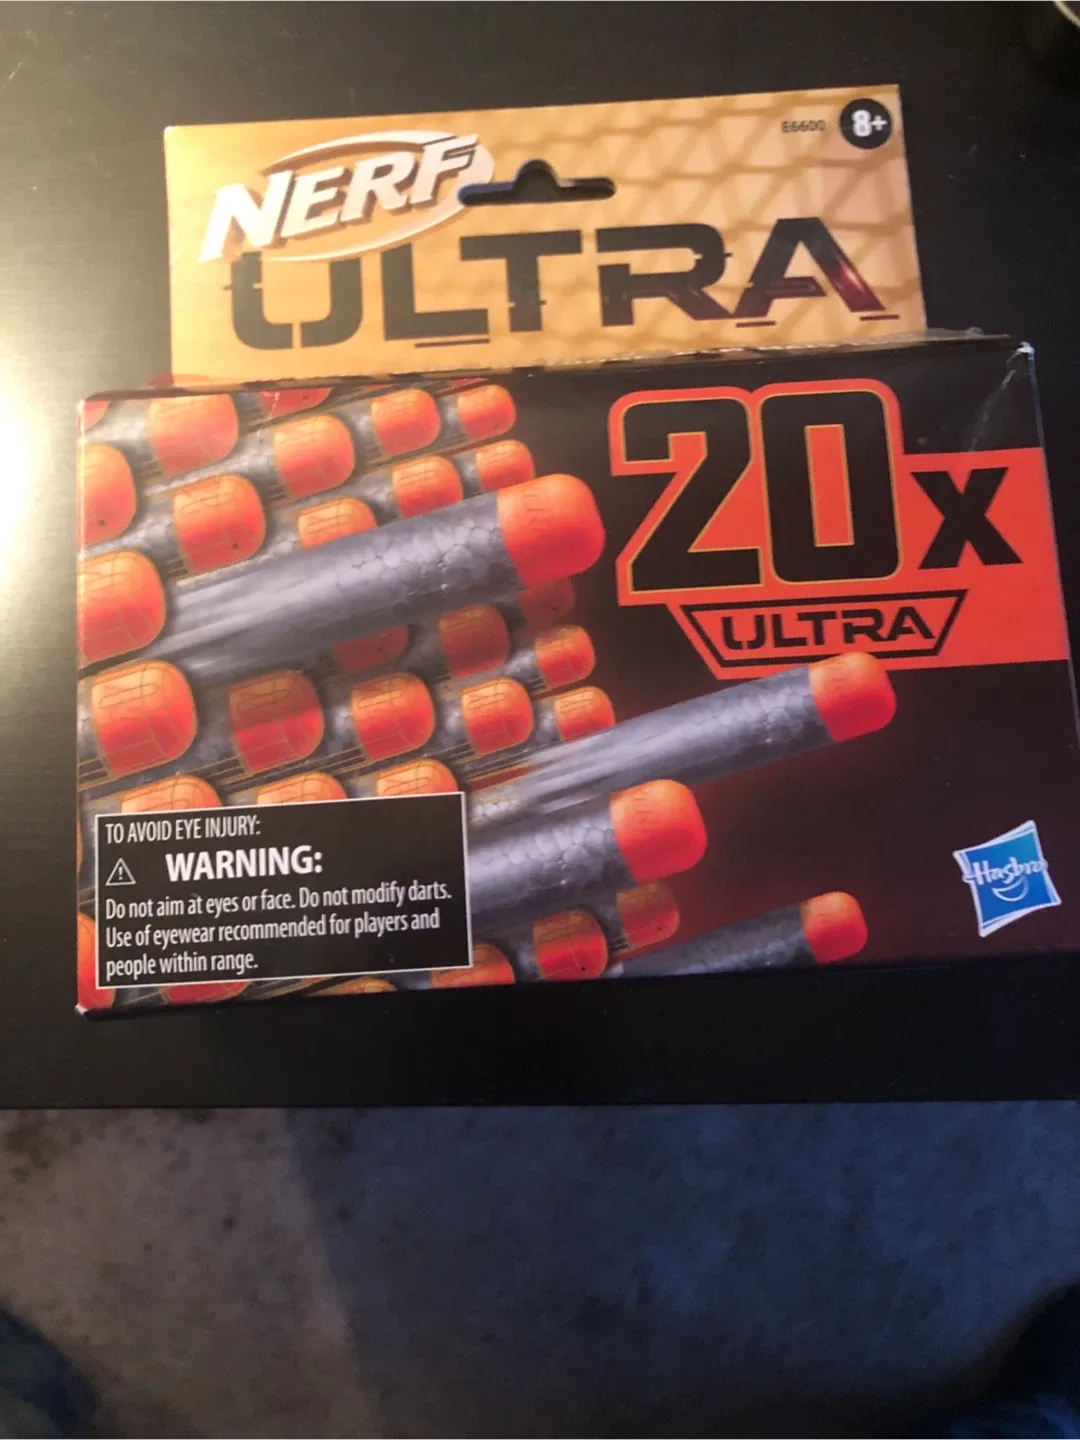 E6600
8+
NERF
ULTRA
20x
ULTRA
TO AVOID EYE INJURY:
WARNING:
Do not aim at eyes or face. Do not modify darts.
Use of eyewear recommended for players and
people within range.
Hasbro